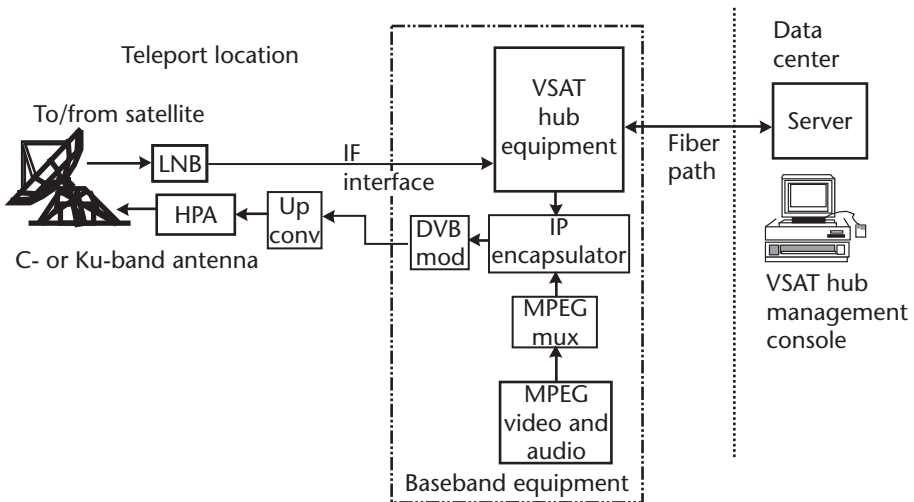 Teleport location
Data
center
To/from satellite
LNB
IF
interface
VSAT
hub
equipment
Fiber
path
Server
HPA
Up
conv
DVB
mod
IP
encapsulator
C- or Ku-band antenna
MPEG
mux
VSAT hub
management
console
MPEG
video and
audio
Baseband equipment